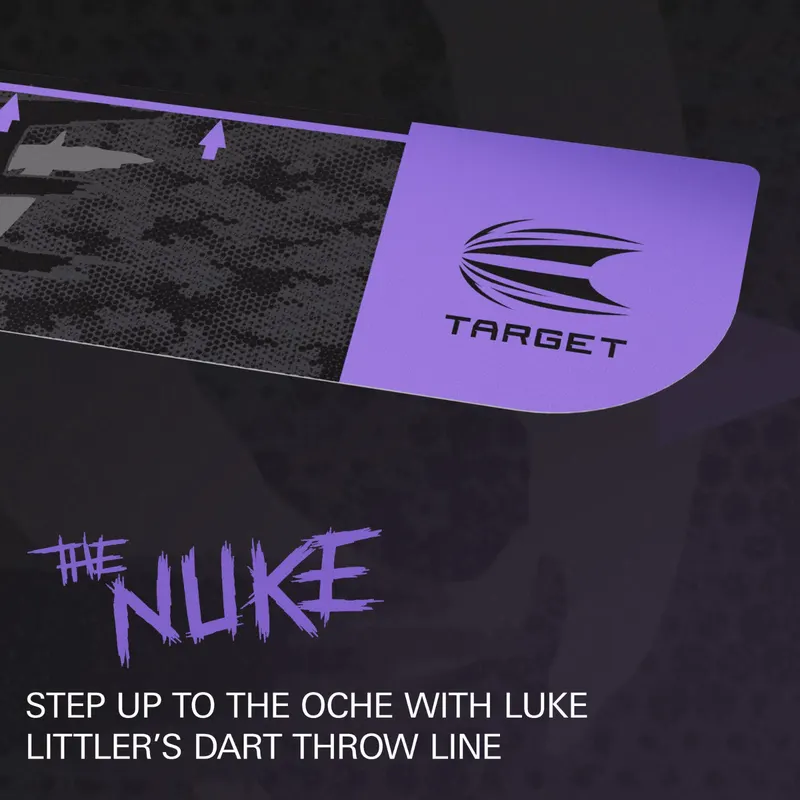 TARGET
THE
NUKE
STEP UP TO THE OCHE WITH LUKE
LITTLER'S DART THROW LINE